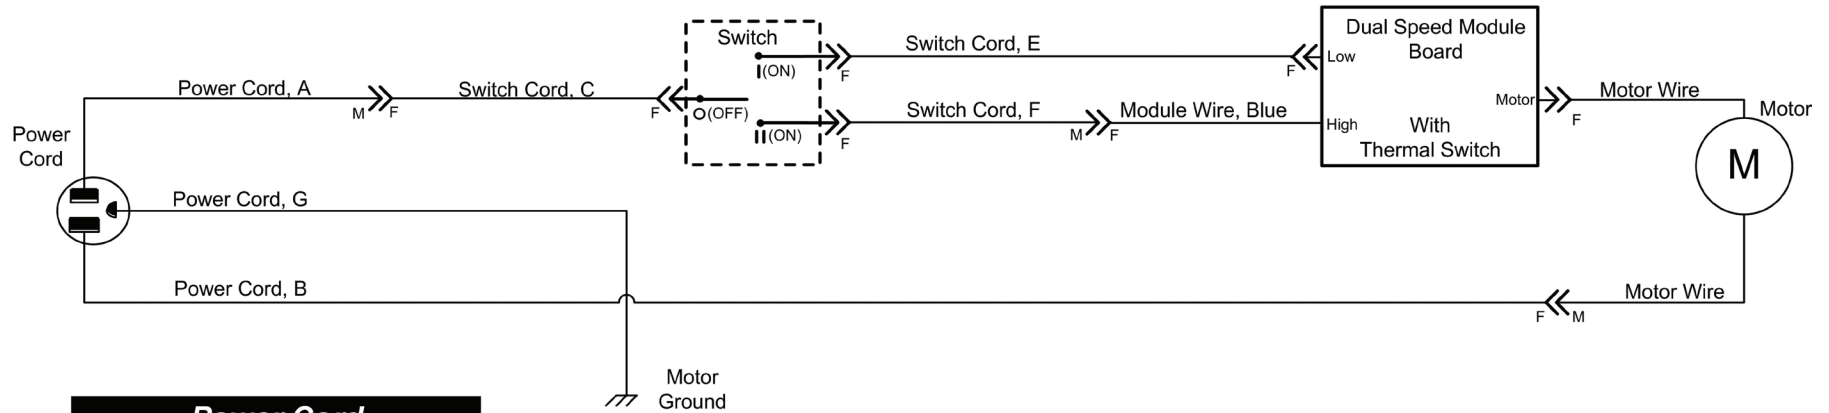 Switch
I(ON)
O(OFF)
II(ON)
Switch Cord, E
F
F
Dual Speed Module
Board
Low
Motor
High
With
Thermal Switch
Power Cord, A
M
F
Switch Cord, C
F
Switch Cord, F
F
M
F
Module Wire, Blue
Motor Wire
F
Motor
M
Power
Cord
Power Cord, G
Power Cord, B
F
M
Motor Wire
Motor
Ground
Power Cord